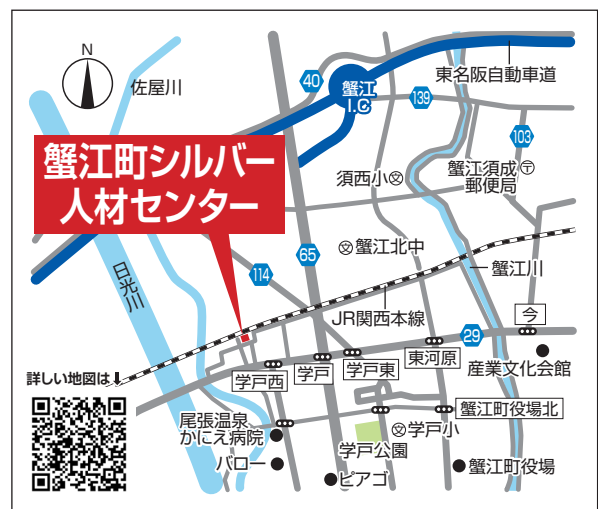 N
佐屋川
40
蟹江
I.C
東名阪自動車道
139
103
蟹江町シルバー
人材センター
須西小
蟹江須成
郵便局
蟹江北中
日光川
114
65
蟹江川
JR関西本線
今
29
学戸西
学戸
学戸東
東河原
産業文化会館
詳しい地図は⬇
蟹江町役場北
尾張温泉
かにえ病院
学戸公園
学戸小
バロー
ピアゴ
蟹江町役場